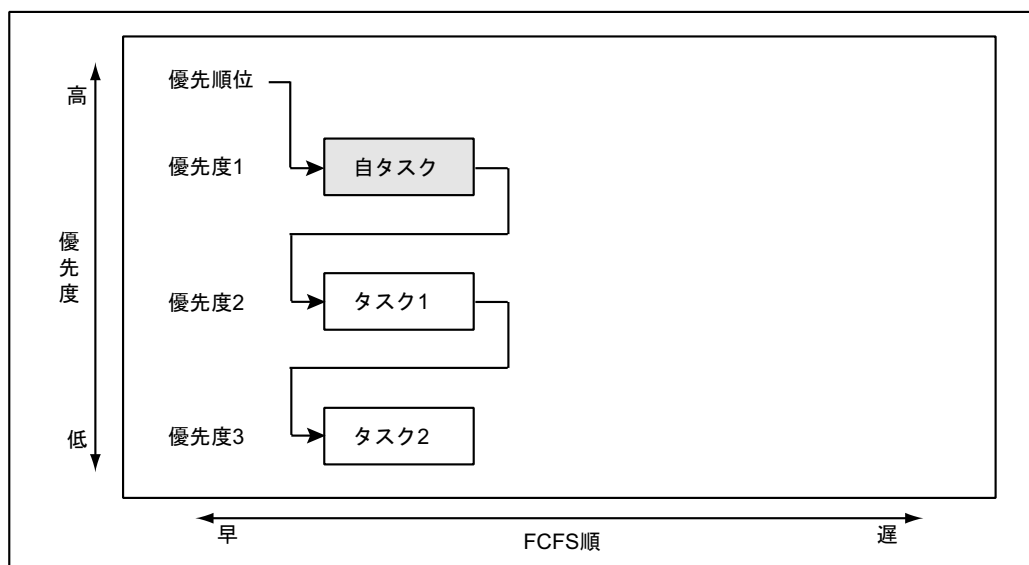 優先順位
高
優先度1
自タスク
優先度
優先度2
タスク1
低
優先度3
タスク2
早
FCFS順
遅